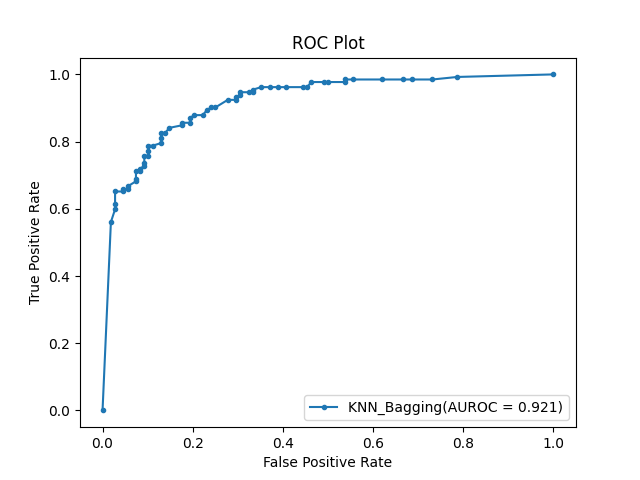 ROC Plot
1.0
0.8
0.6
0.4
0.2
0.0
True Positive Rate
KNN_Bagging(AUROC = 0.921)
0.0 0.2 0.4 0.6 0.8 1.0
False Positive Rate